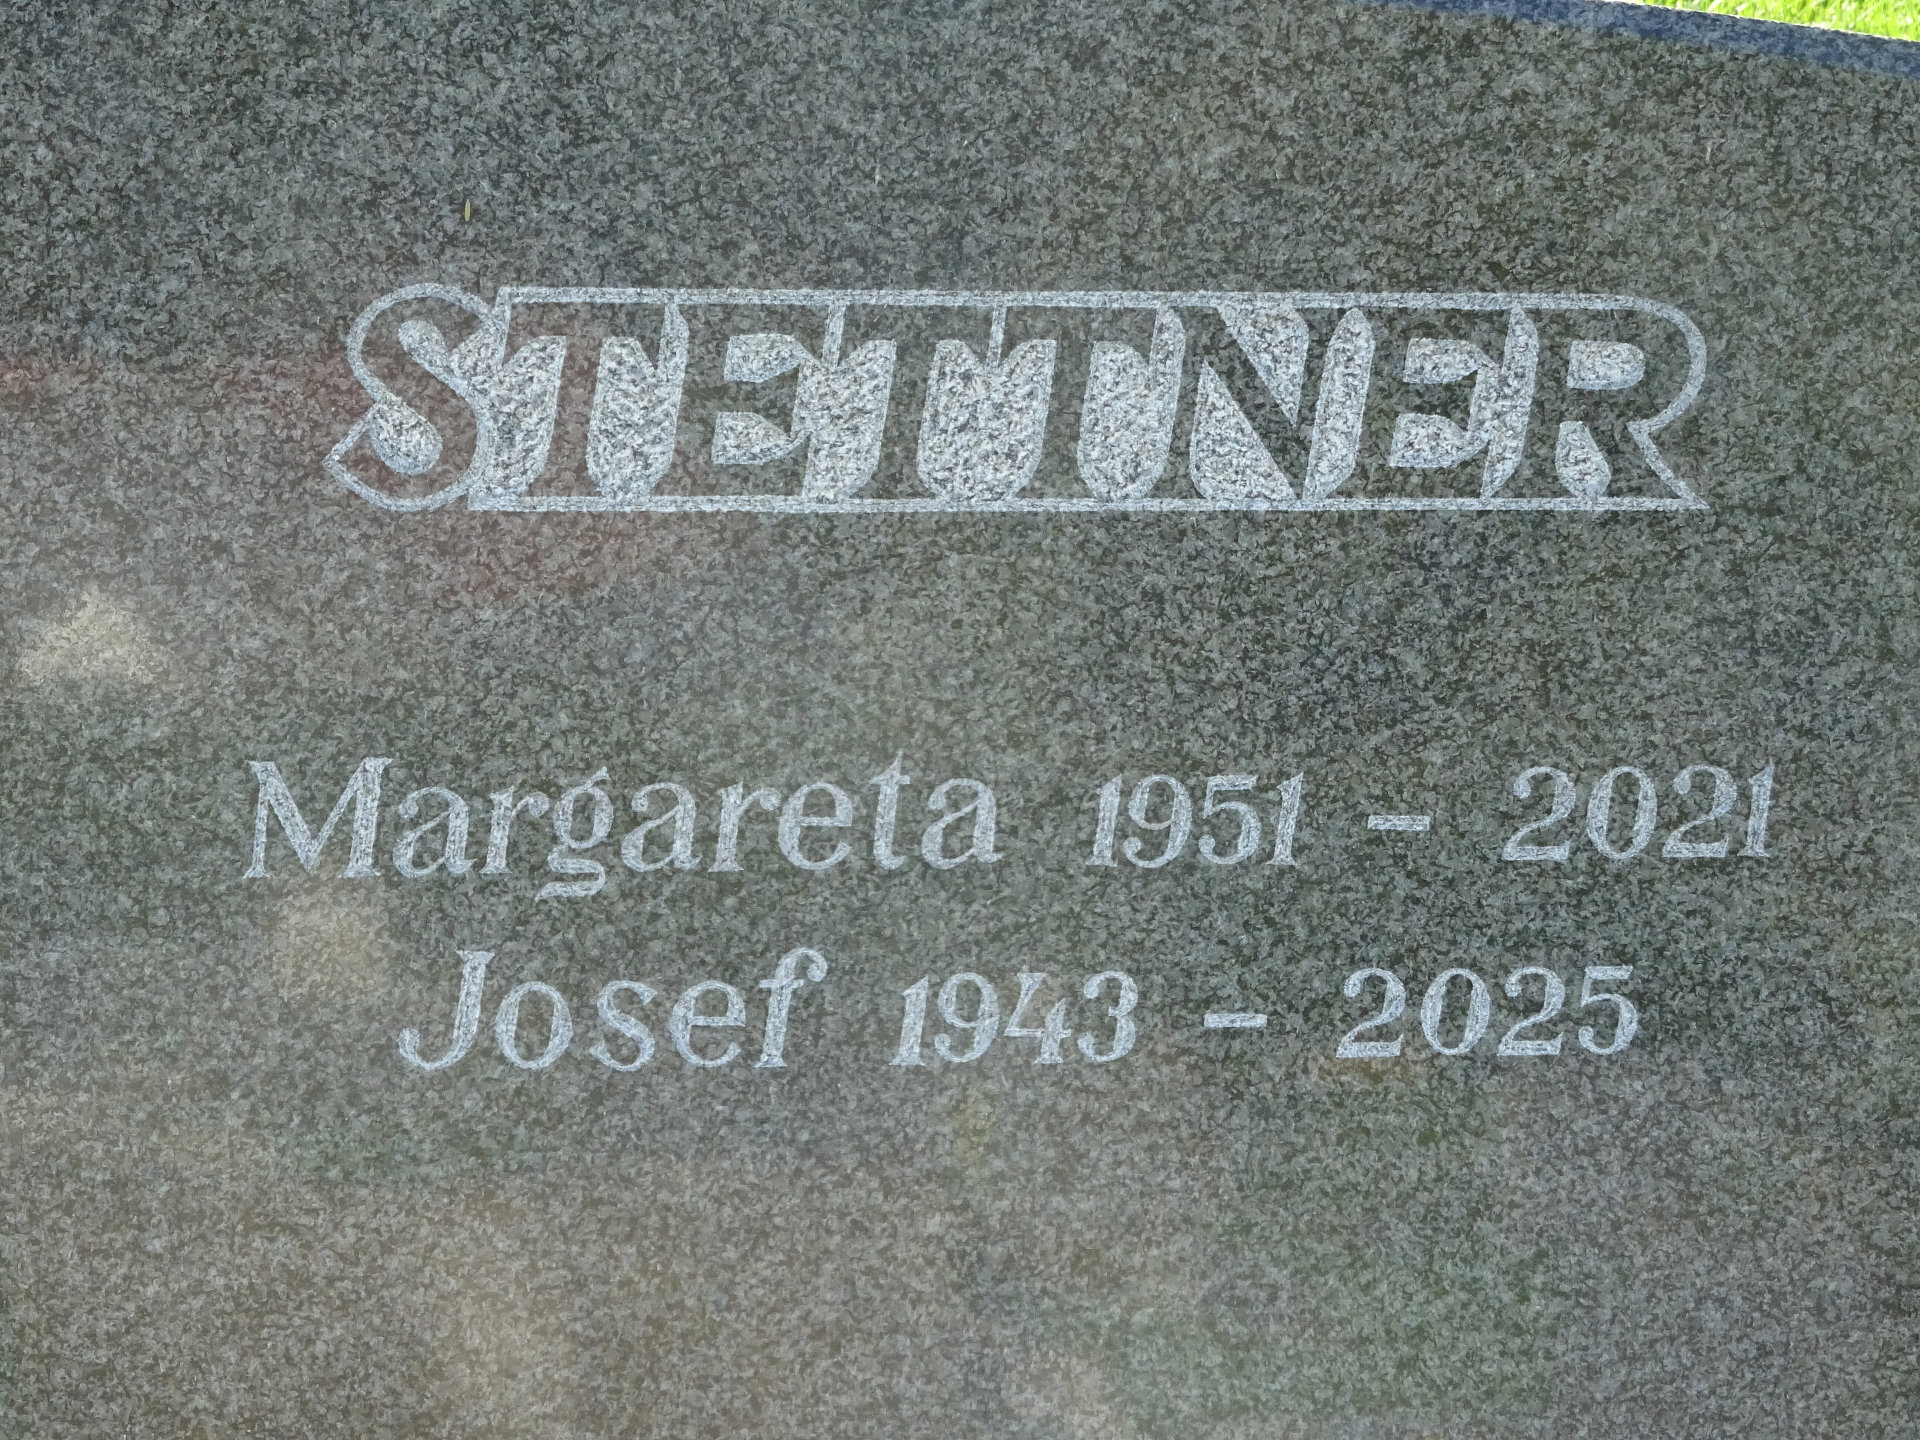 STETTNER
Margareta 1951 - 2021
Josef 1943 - 2025